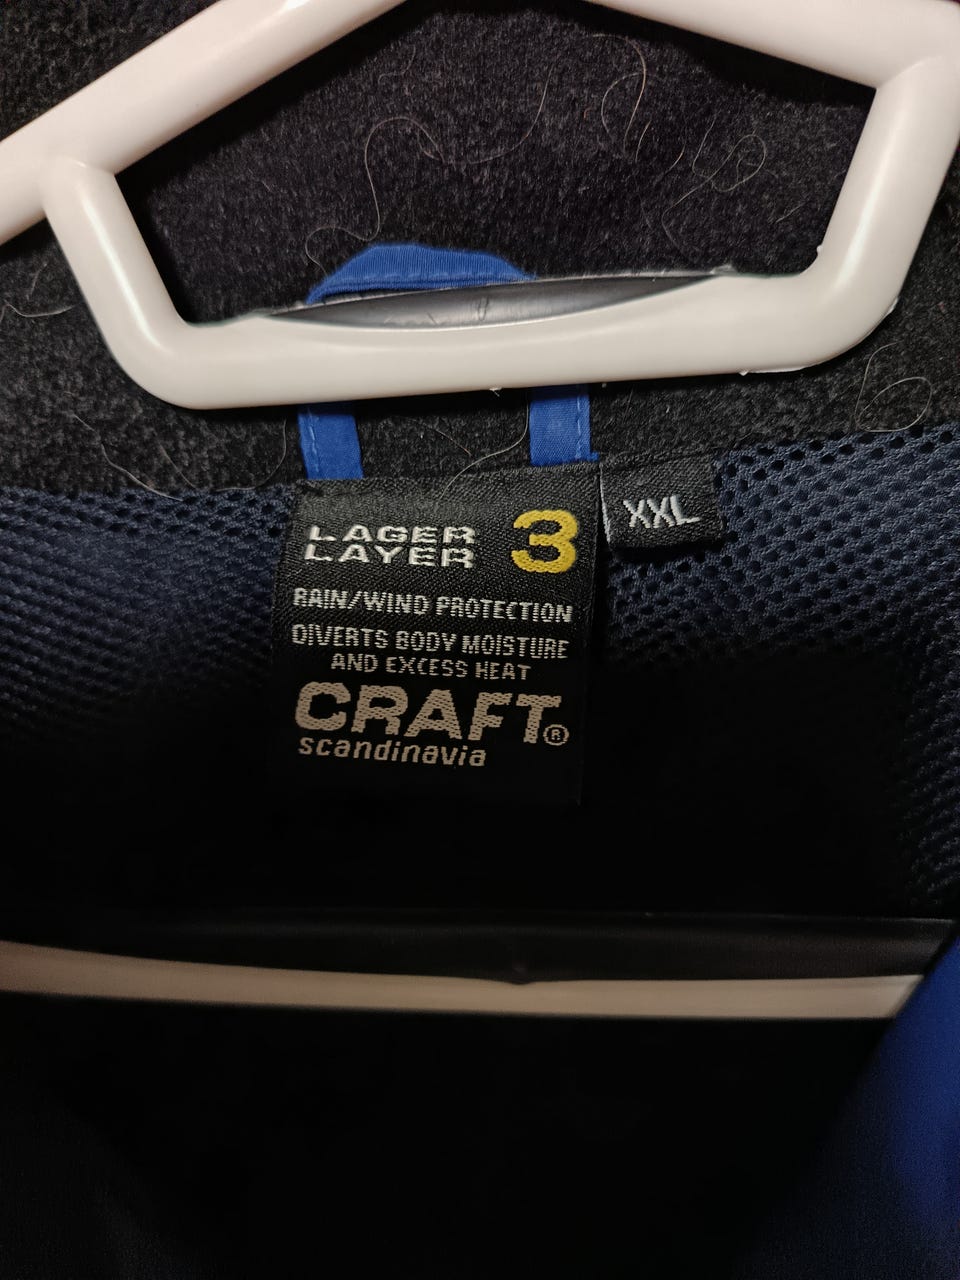 LAGER
LAYER 3
XXL
RAIN/WIND PROTECTION
DIVERTS BODY MOISTURE
AND EXCESS HEAT
CRAFT®
scandinavia